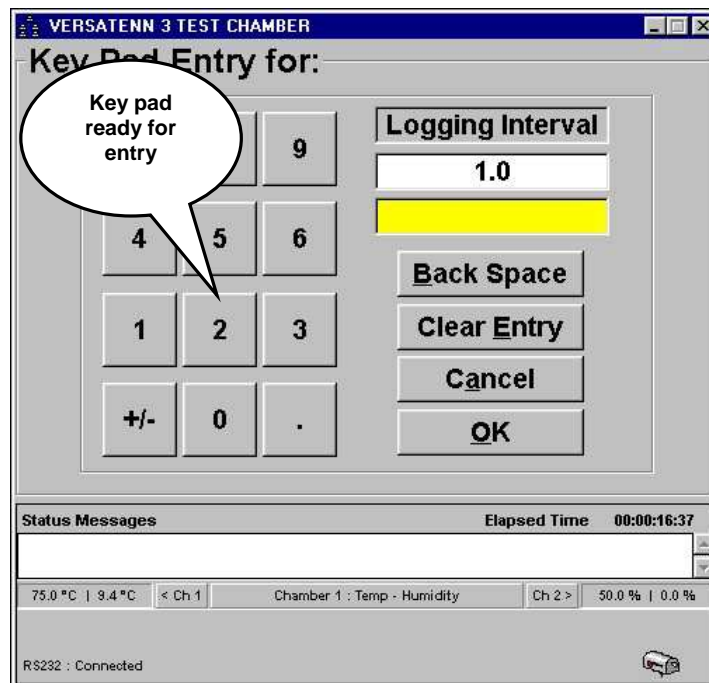 VERSATENN 3 TEST CHAMBER
Key Pad Entry for:
Key pad
ready for
entry
9
Logging Interval
1.0
4 5 6
Back Space
1 2 3
Clear Entry
Cancel
+/- 0 .
OK
Status Messages Elapsed Time 00:00:16:37
75.0 °C | 9.4 °C < Ch 1 Chamber 1 : Temp - Humidity Ch 2 > 50.0 % | 0.0 %
RS232 : Connected